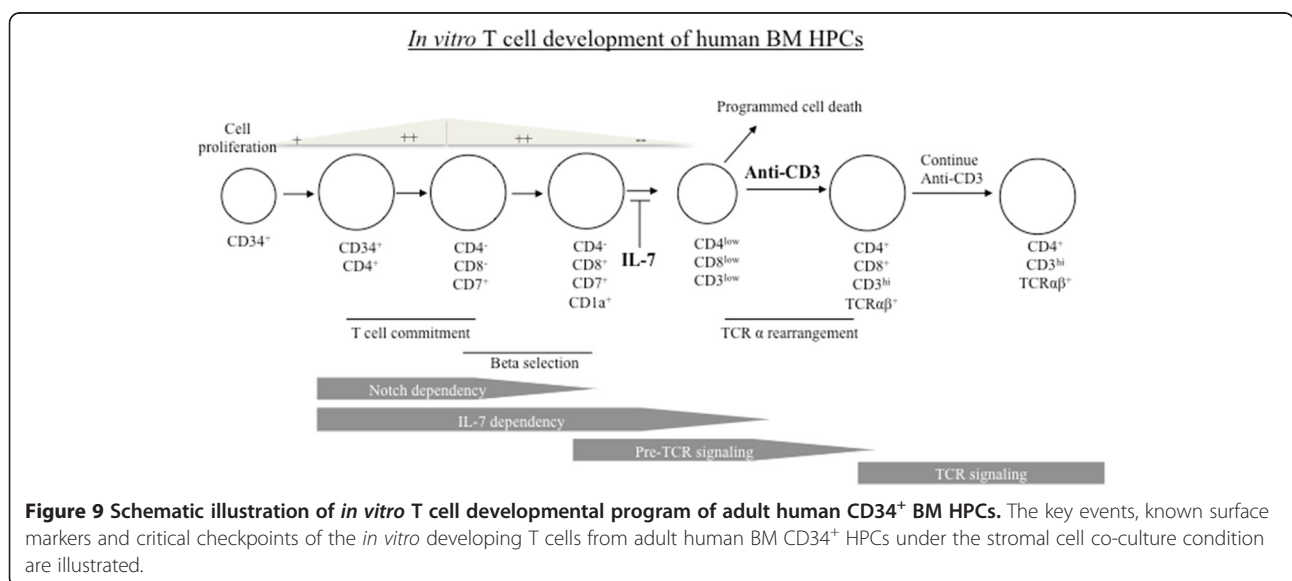 In vitro T cell development of human BM HPCs
Programmed cell death
Cell
proliferation
+
++
++
--
Anti-CD3
Continue
Anti-CD3
IL-7
CD34⁺
CD34⁺
CD4⁺
CD4⁻
CD8⁻
CD7⁺
CD4⁻
CD8⁺
CD7⁺
CD1a⁺
CD4ˡᵒʷ
CD8ˡᵒʷ
CD3ˡᵒʷ
CD4⁺
CD8⁺
CD3ʰⁱ
TCRαβ⁺
CD4⁺
CD3ʰⁱ
TCRαβ⁺
T cell commitment
TCR α rearrangement
Beta selection
Notch dependency
IL-7 dependency
Pre-TCR signaling
TCR signaling
Figure 9 Schematic illustration of in vitro T cell developmental program of adult human CD34⁺ BM HPCs. The key events, known surface
markers and critical checkpoints of the in vitro developing T cells from adult human BM CD34⁺ HPCs under the stromal cell co-culture condition
are illustrated.